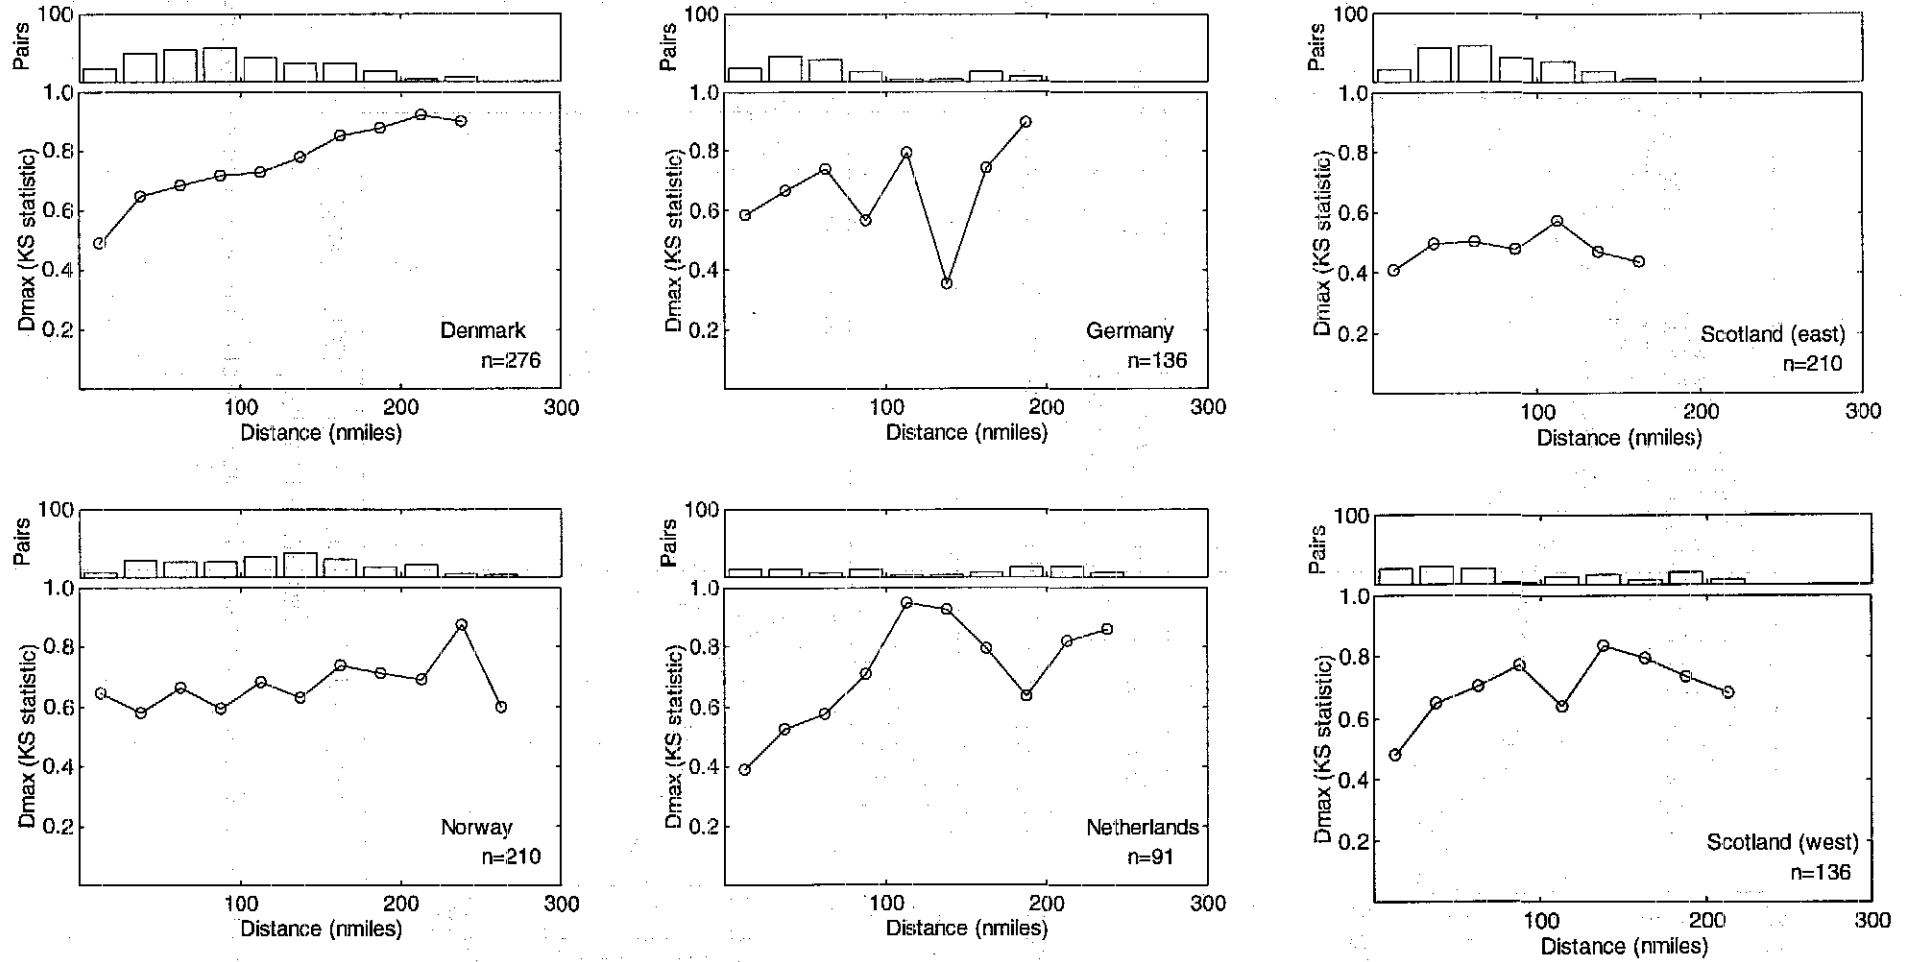 100
Pairs
1.0
0.8
0.6
0.4
0.2
Dmax (KS statistic)
Denmark
n=276
100 200 300
Distance (nmiles)
100
Pairs
1.0
0.8
0.6
0.4
0.2
Dmax (KS statistic)
Germany
n=136
100 200 300
Distance (nmiles)
100
Pairs
1.0
0.8
0.6
0.4
0.2
Dmax (KS statistic)
Scotland (east)
n=210
100 200 300
Distance (nmiles)
100
Pairs
1.0
0.8
0.6
0.4
0.2
Dmax (KS statistic)
Norway
n=210
100 200 300
Distance (nmiles)
100
Pairs
1.0
0.8
0.6
0.4
0.2
Dmax (KS statistic)
Netherlands
n=91
100 200 300
Distance (nmiles)
100
Pairs
1.0
0.8
0.6
0.4
0.2
Dmax (KS statistic)
Scotland (west)
n=136
100 200 300
Distance (nmiles)